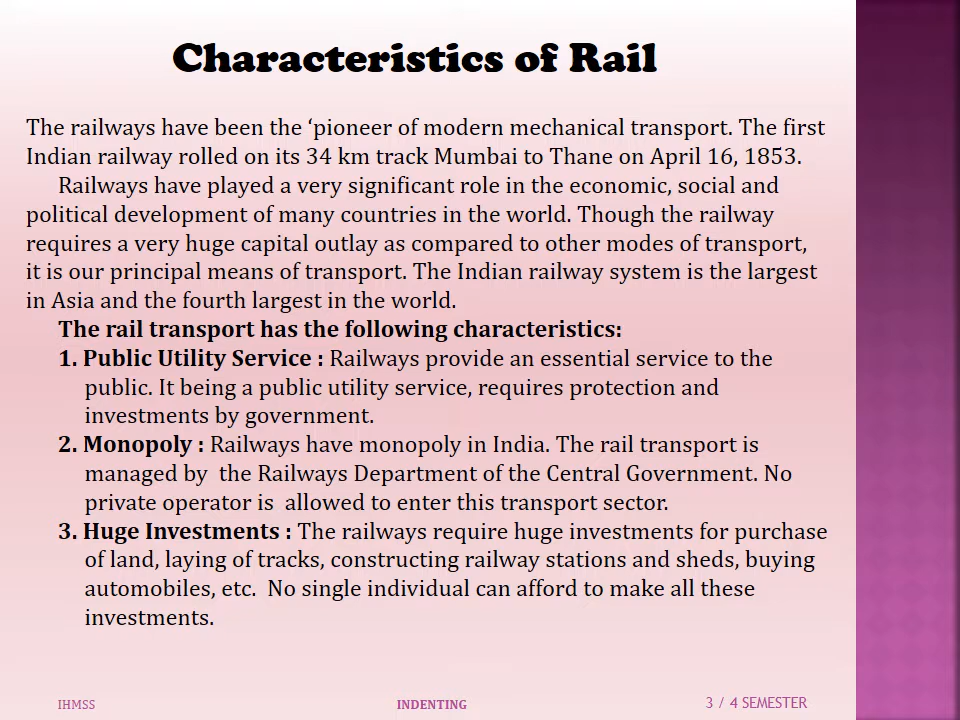 Characteristics of Rail
The railways have been the ‘pioneer of modern mechanical transport. The first
Indian railway rolled on its 34 km track Mumbai to Thane on April 16, 1853.
Railways have played a very significant role in the economic, social and
political development of many countries in the world. Though the railway
requires a very huge capital outlay as compared to other modes of transport,
it is our principal means of transport. The Indian railway system is the largest
in Asia and the fourth largest in the world.
The rail transport has the following characteristics:
1. Public Utility Service : Railways provide an essential service to the
public. It being a public utility service, requires protection and
investments by government.
2. Monopoly : Railways have monopoly in India. The rail transport is
managed by  the Railways Department of the Central Government. No
private operator is  allowed to enter this transport sector.
3. Huge Investments : The railways require huge investments for purchase
of land, laying of tracks, constructing railway stations and sheds, buying
automobiles, etc.  No single individual can afford to make all these
investments.
IHMSS INDENTING 3 / 4 SEMESTER